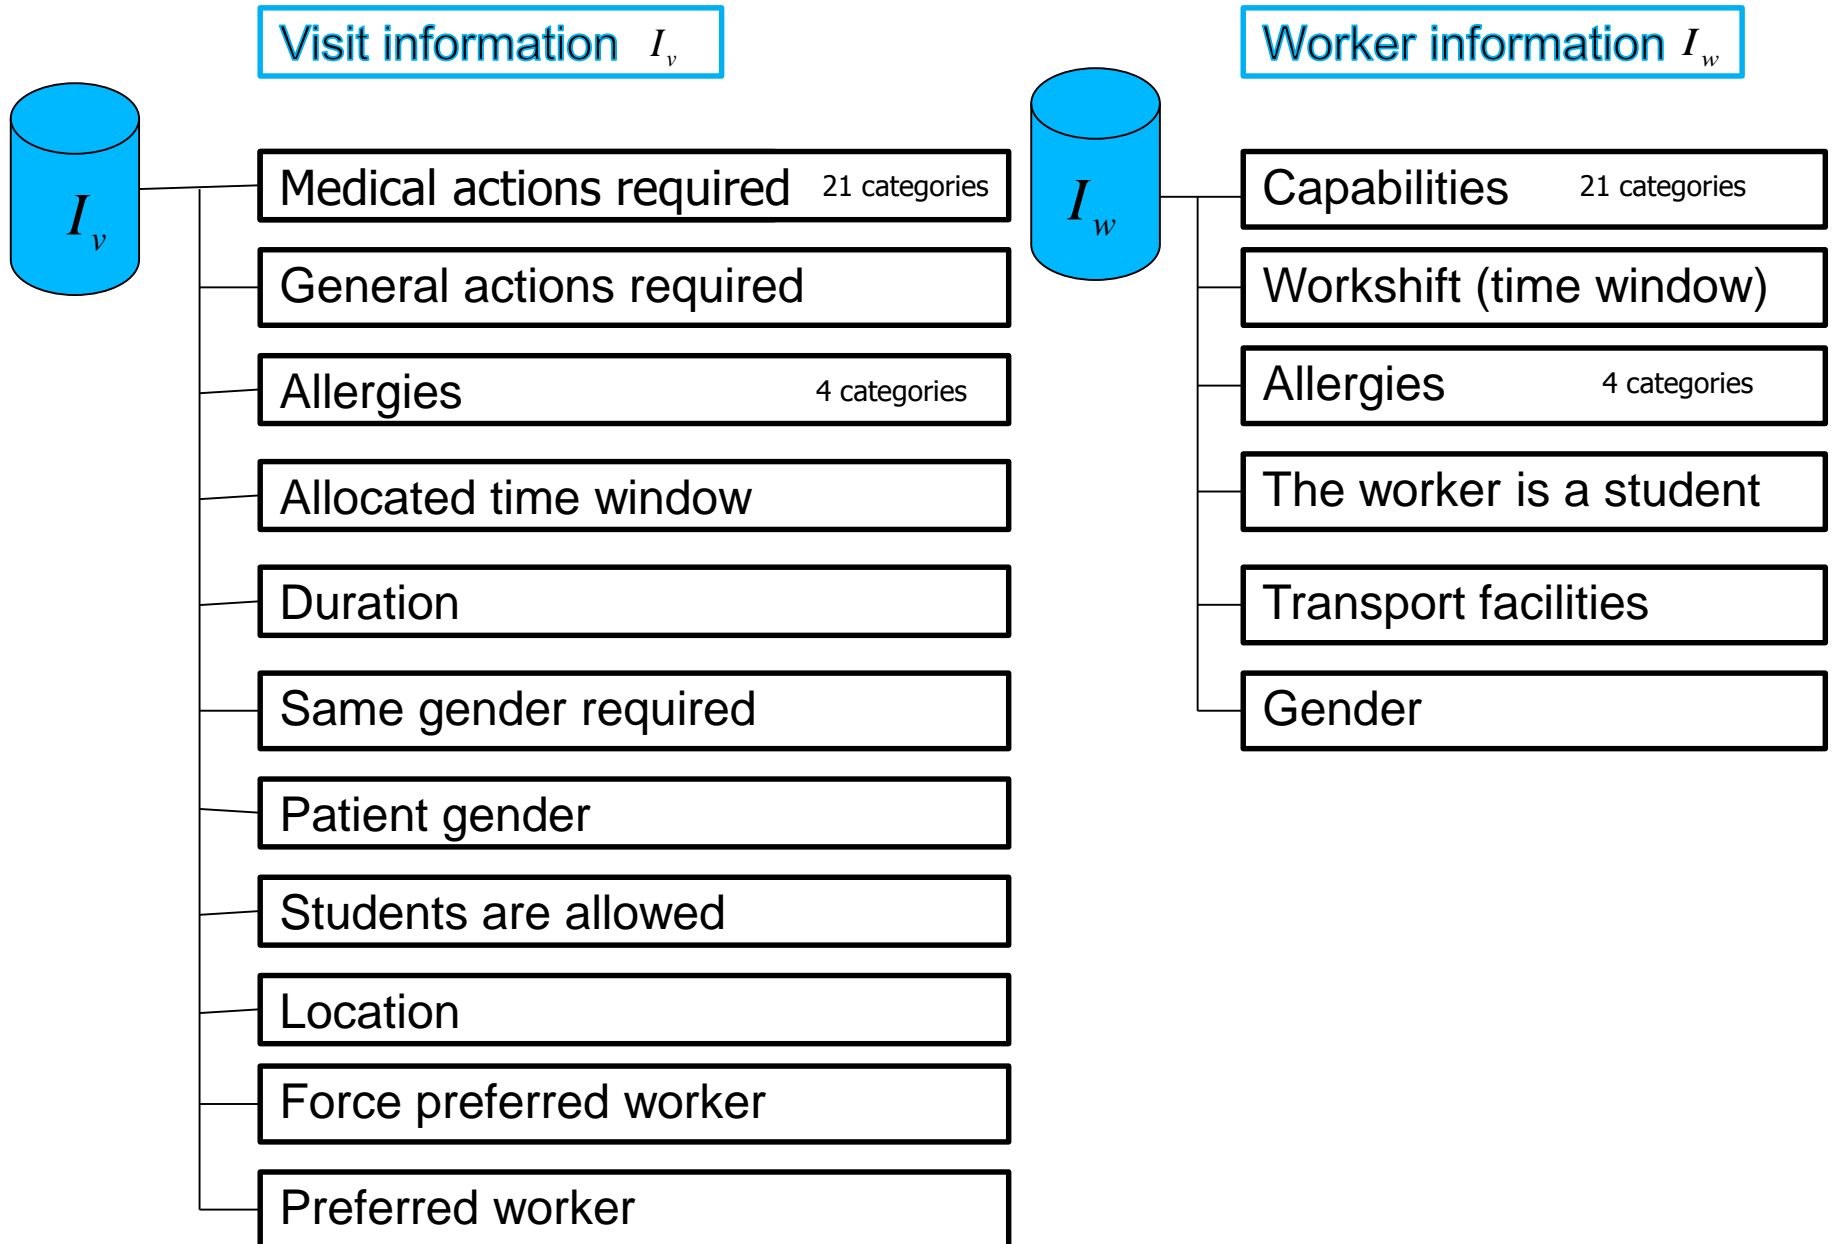 Visit information I_v
I_v
Medical actions required 21 categories
General actions required
Allergies 4 categories
Allocated time window
Duration
Same gender required
Patient gender
Students are allowed
Location
Force preferred worker
Preferred worker
Worker information I_w
I_w
Capabilities 21 categories
Workshift (time window)
Allergies 4 categories
The worker is a student
Transport facilities
Gender